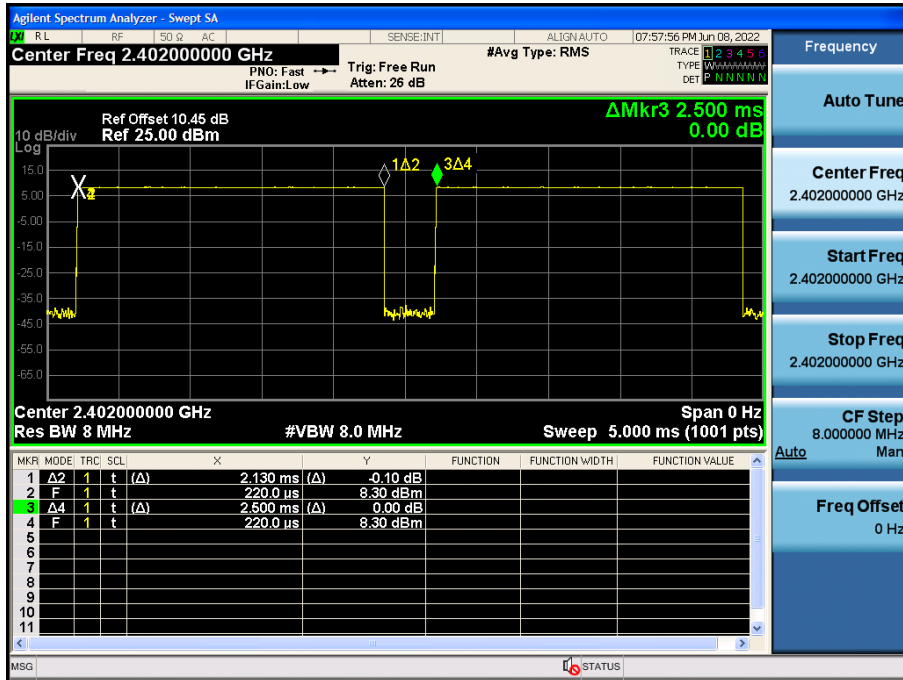 Agilent Spectrum Analyzer - Swept SA
LXI RL RF 50 Ω AC SENSE:INT ALIGN AUTO 07:57:56 PM Jun 08, 2022
Center Freq 2.402000000 GHz #Avg Type: RMS TRACE 1 2 3 4 5 6
PNO: Fast Trig: Free Run TYPE W
IFGain:Low Atten: 26 dB DET P N N N N N
ΔMkr3 2.500 ms
0.00 dB
Ref Offset 10.45 dB
10 dB/div Ref 25.00 dBm
Log
15.0
5.00
-5.00
-15.0
-25.0
-35.0
-45.0
-55.0
-65.0
X 2 1Δ2 3Δ4
Center 2.402000000 GHz Span 0 Hz
Res BW 8 MHz #VBW 8.0 MHz Sweep 5.000 ms (1001 pts)
MKR MODE TRC SCL X Y FUNCTION FUNCTION WIDTH FUNCTION VALUE
1 Δ2 1 t (Δ) 2.130 ms (Δ) -0.10 dB
2 F 1 t 220.0 µs 8.30 dBm
3 Δ4 1 t (Δ) 2.500 ms (Δ) 0.00 dB
4 F 1 t 220.0 µs 8.30 dBm
5
6
7
8
9
10
11
MSG STATUS
Frequency
Auto Tune
Center Freq
2.402000000 GHz
Start Freq
2.402000000 GHz
Stop Freq
2.402000000 GHz
CF Step
8.000000 MHz
Auto Man
Freq Offset
0 Hz